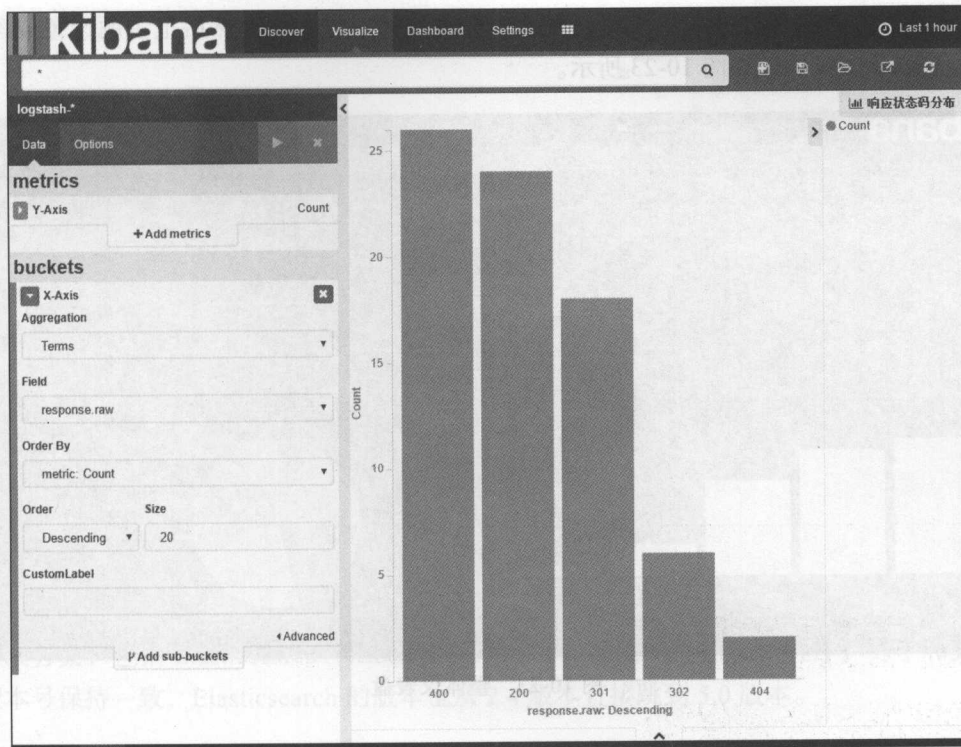 kibana
Discover Visualize Dashboard Settings
Last 1 hour
*
logstash-*
响应状态码分布
Data Options
Count
metrics
Y-Axis Count
+ Add metrics
buckets
X-Axis
Aggregation
Terms
Field
response.raw
Order By
metric: Count
Order Size
Descending 20
CustomLabel
Advanced
Add sub-buckets
Count
25
20
15
10
5
0
400 200 301 302 404
response.raw: Descending